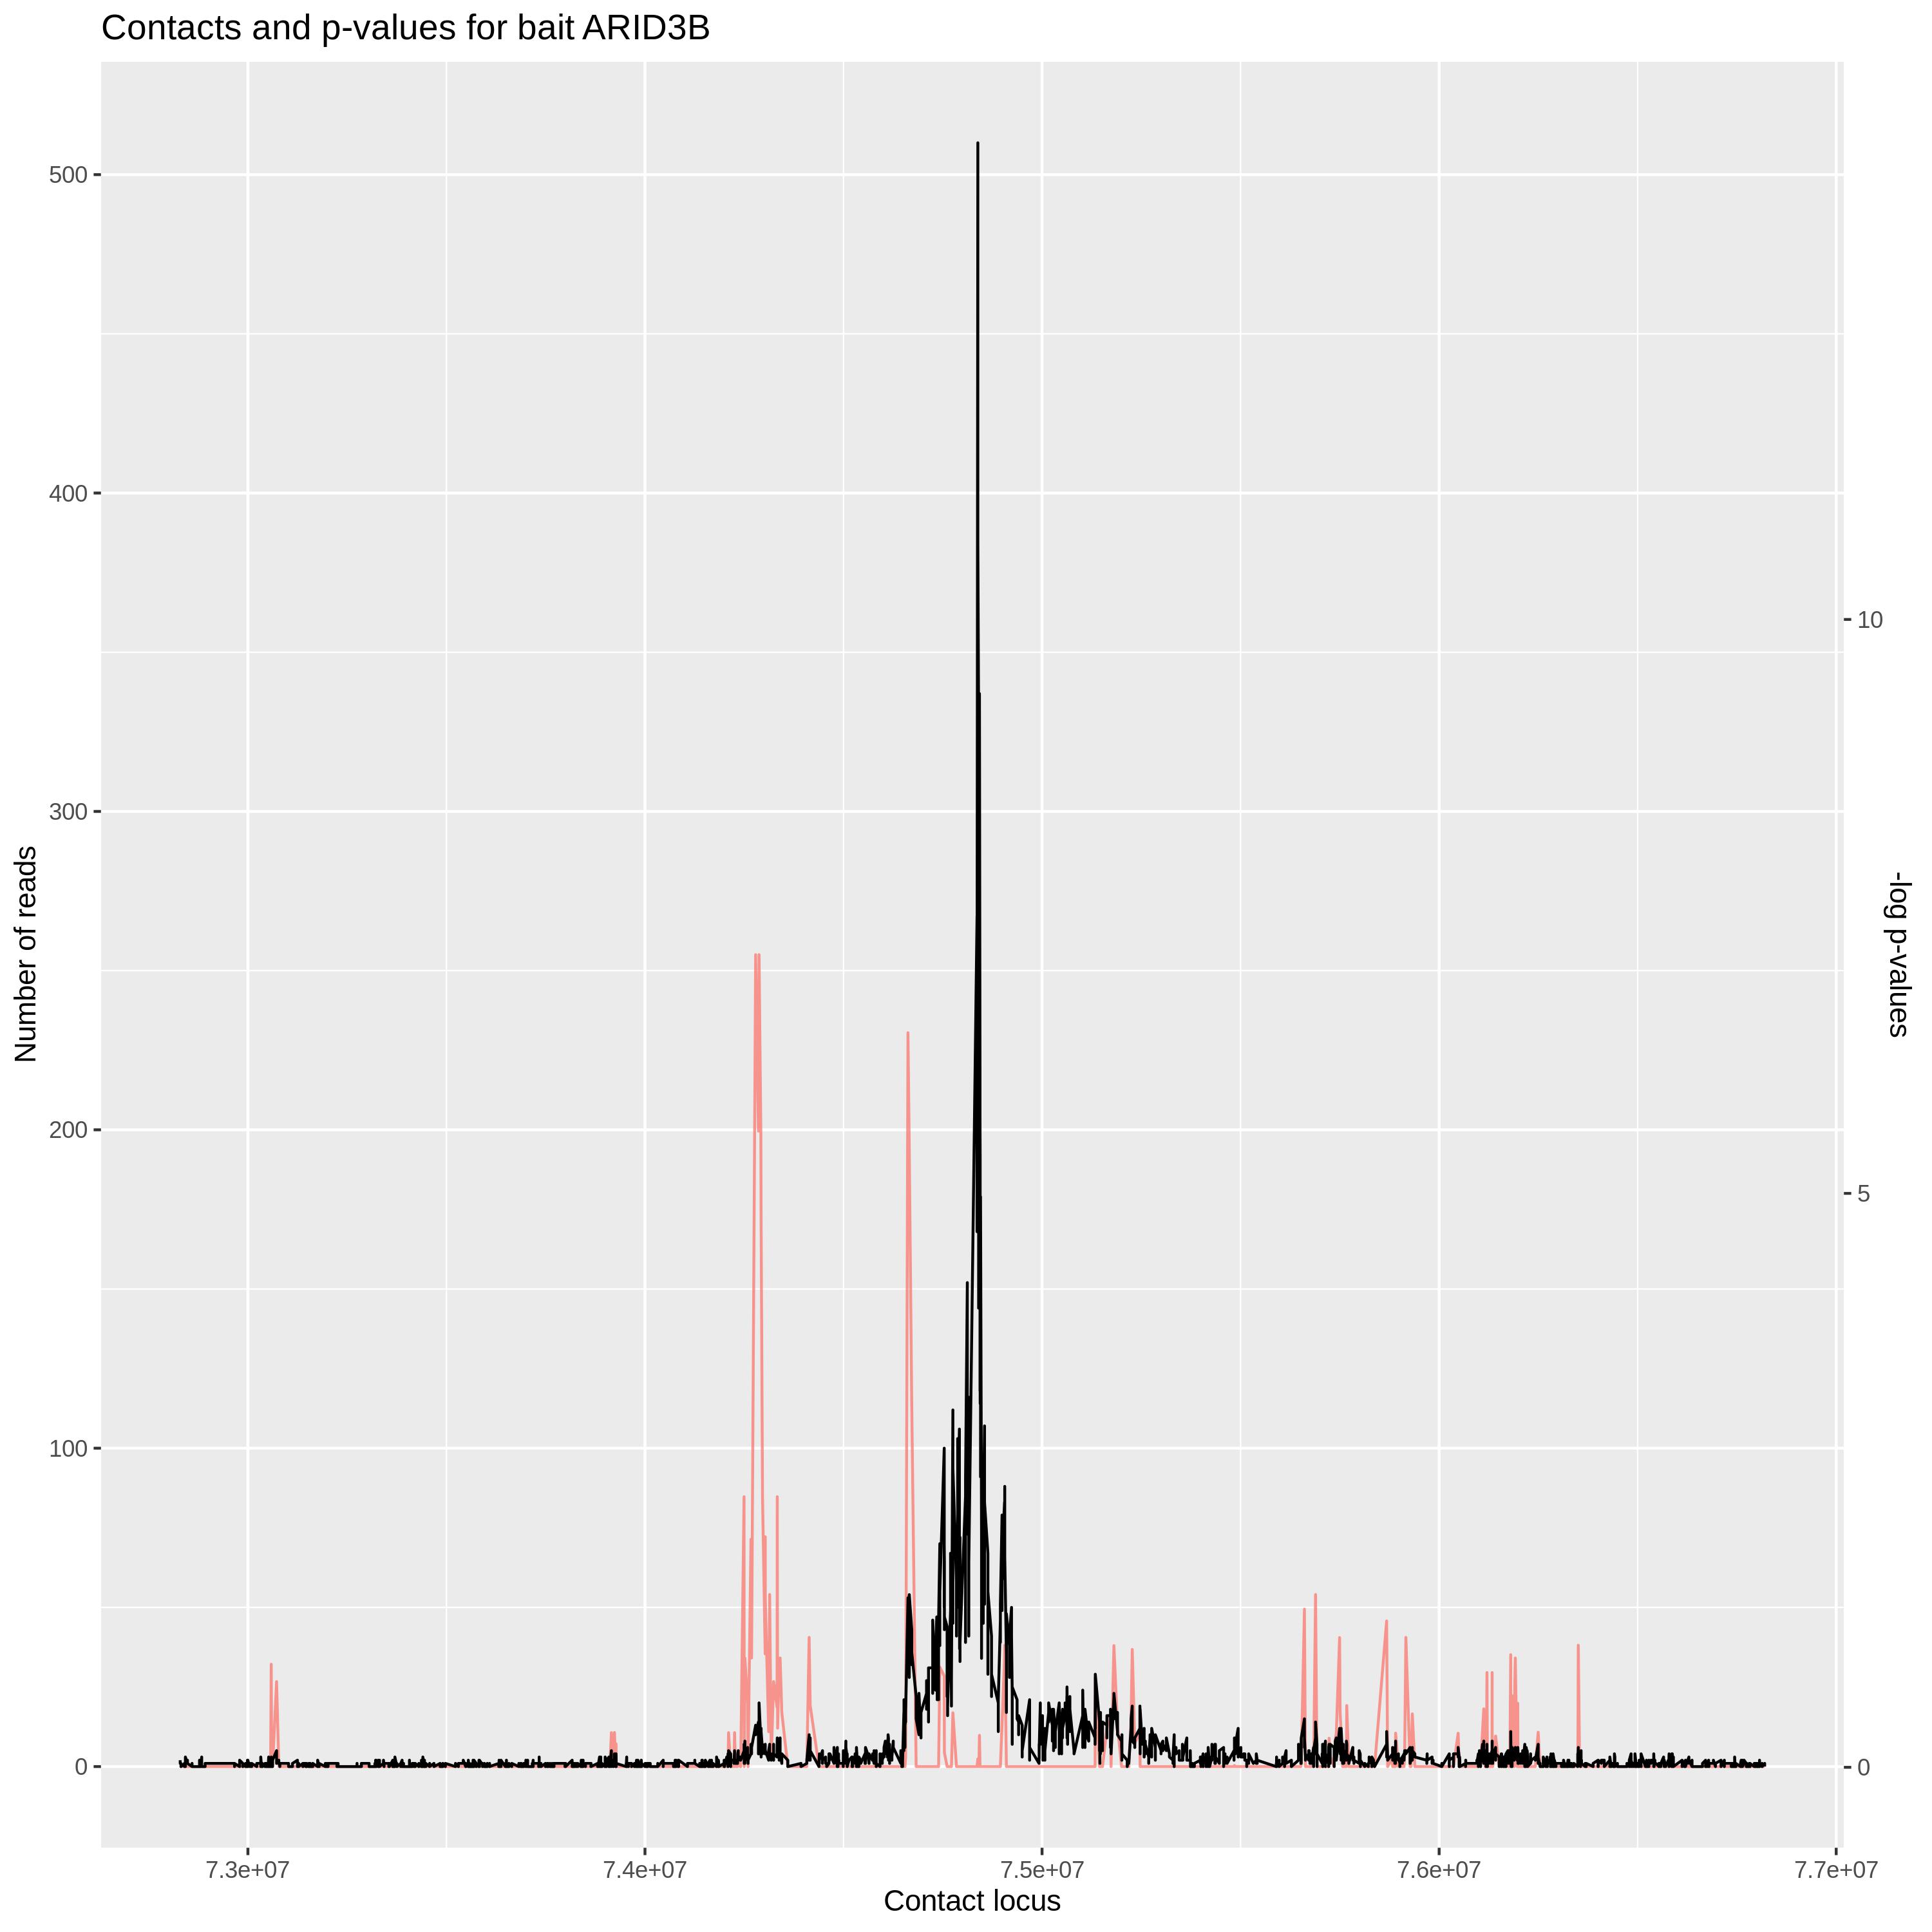 Contacts and p-values for bait ARID3B
500
400
300
200
100
0
Number of reads
10
5
0
-log p-values
7.3e+07 7.4e+07 7.5e+07 7.6e+07 7.7e+07
Contact locus